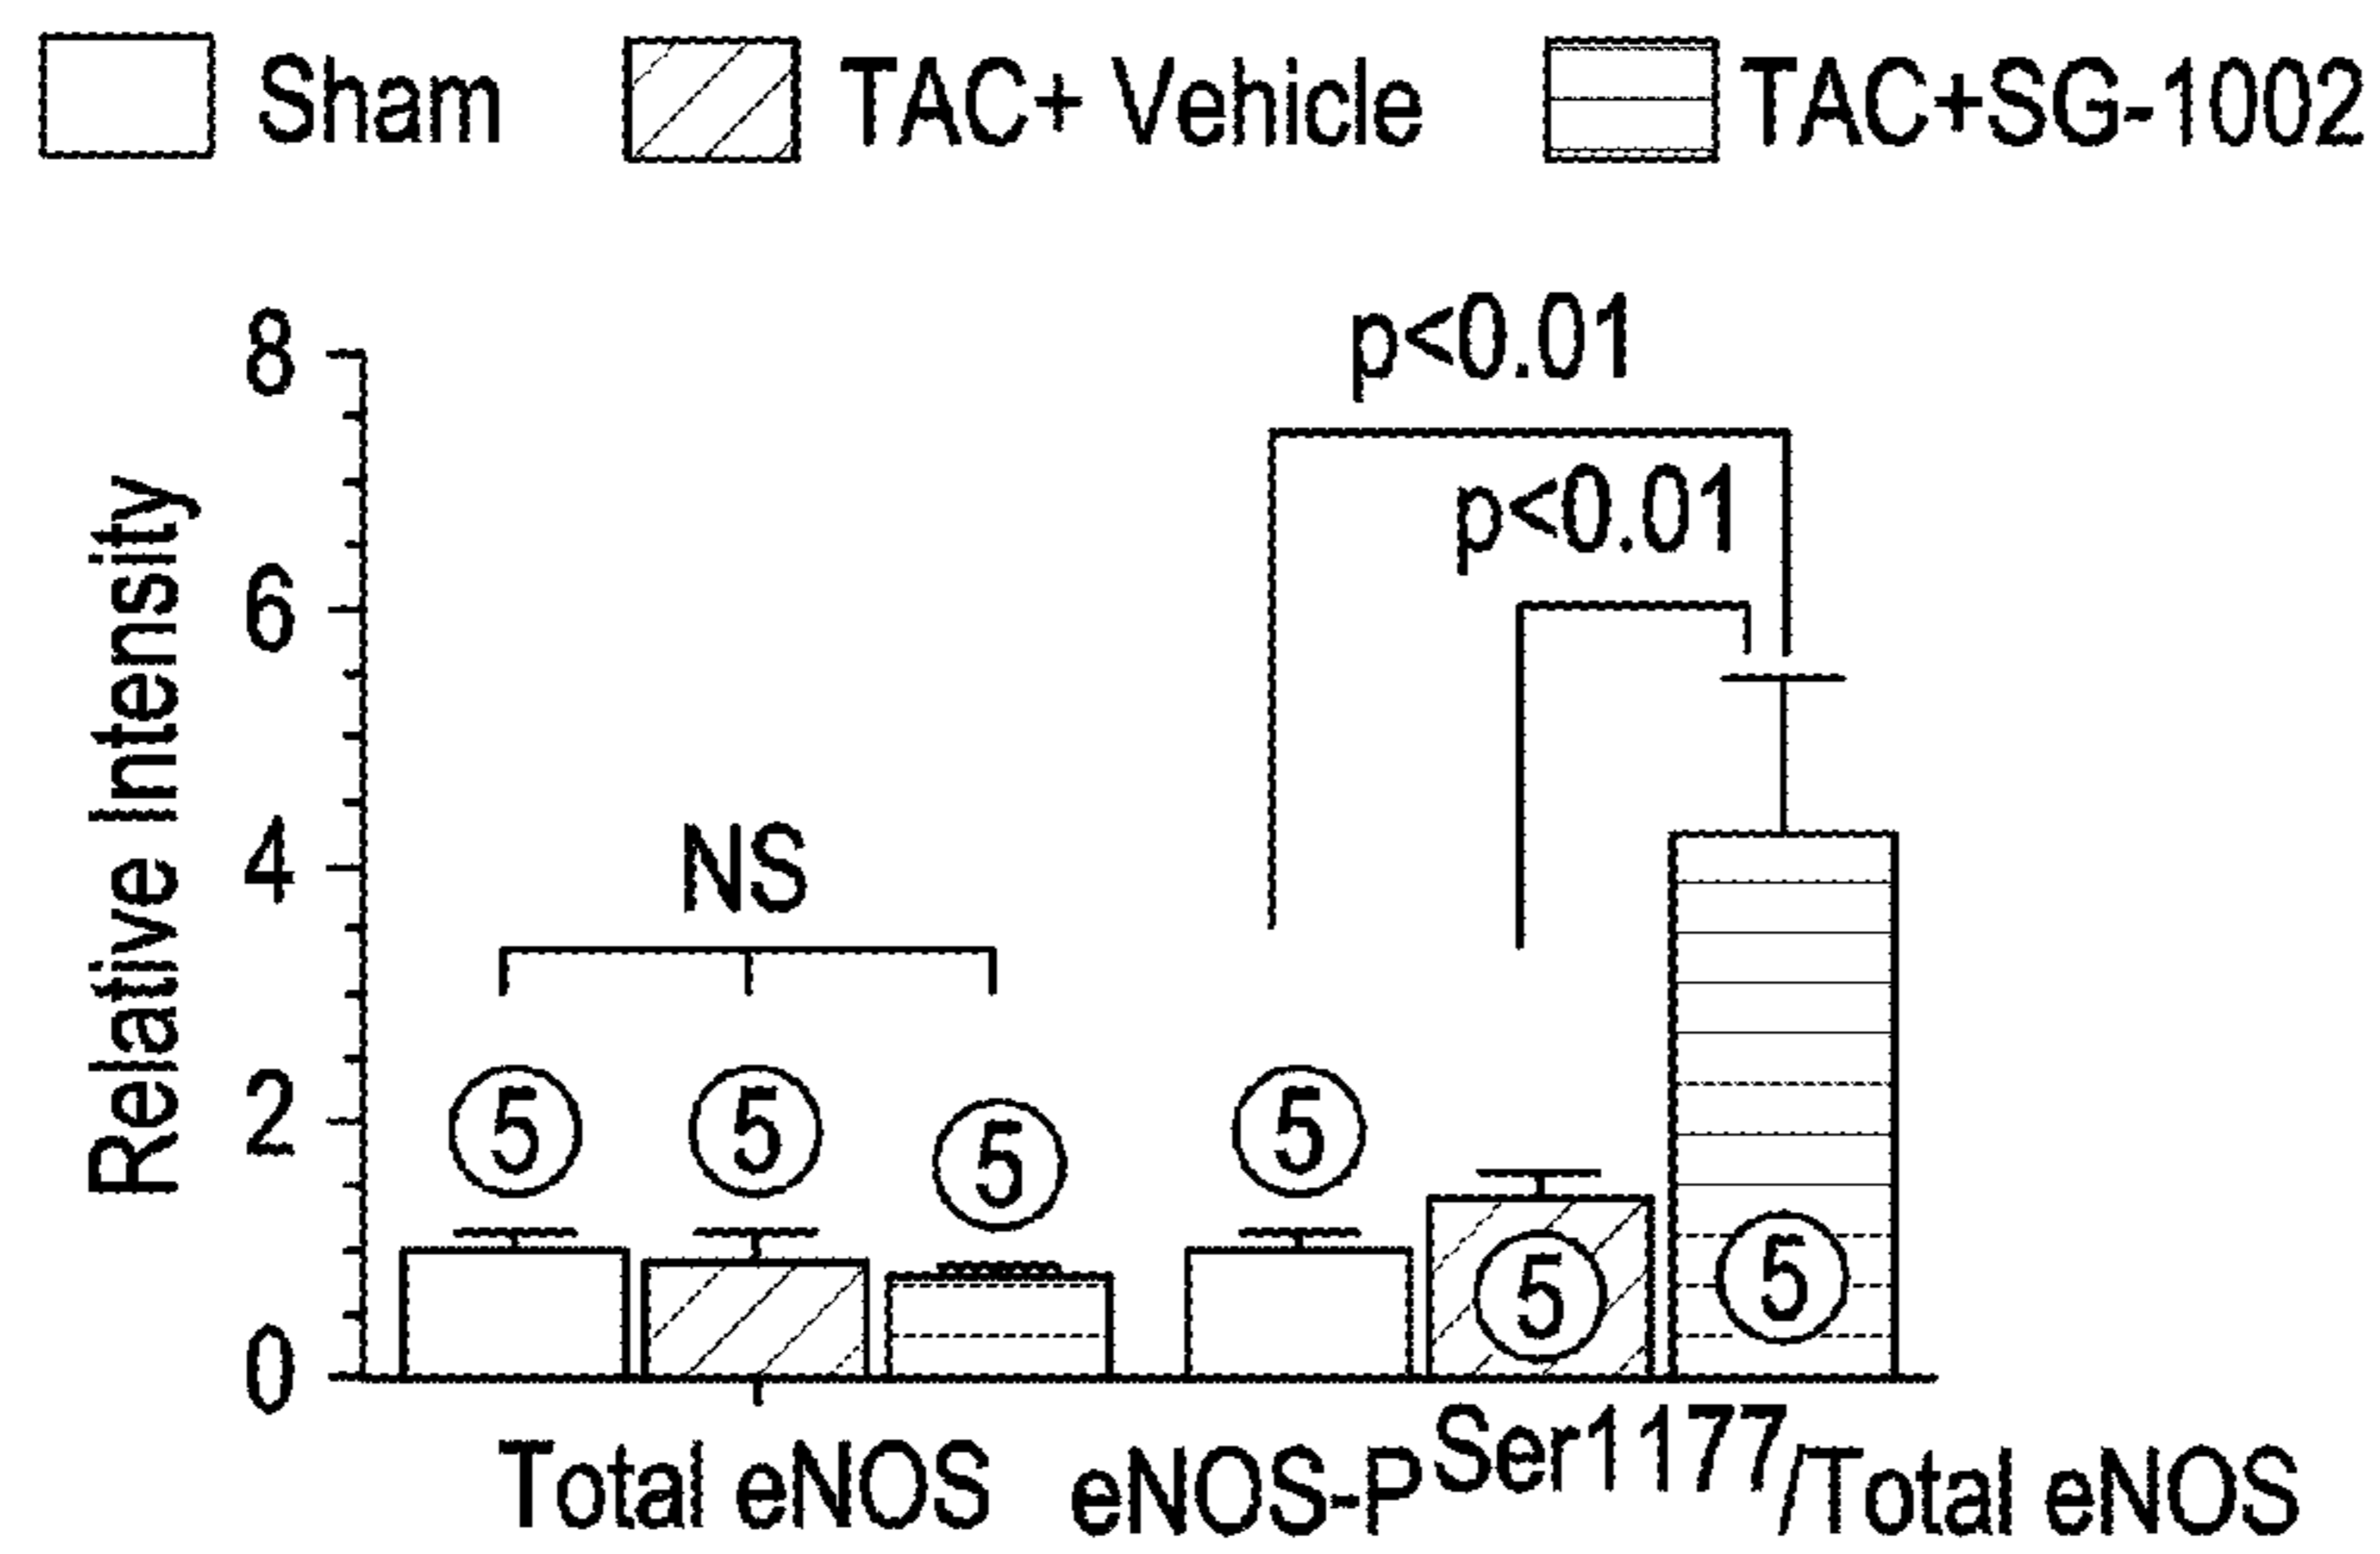 Sham TAC+ Vehicle TAC+SG-1002
p<0.01
p<0.01
NS
Relative Intensity
8
6
4
2
0
5 5 5 5 5 5
Total eNOS eNOS-PSer1177/Total eNOS